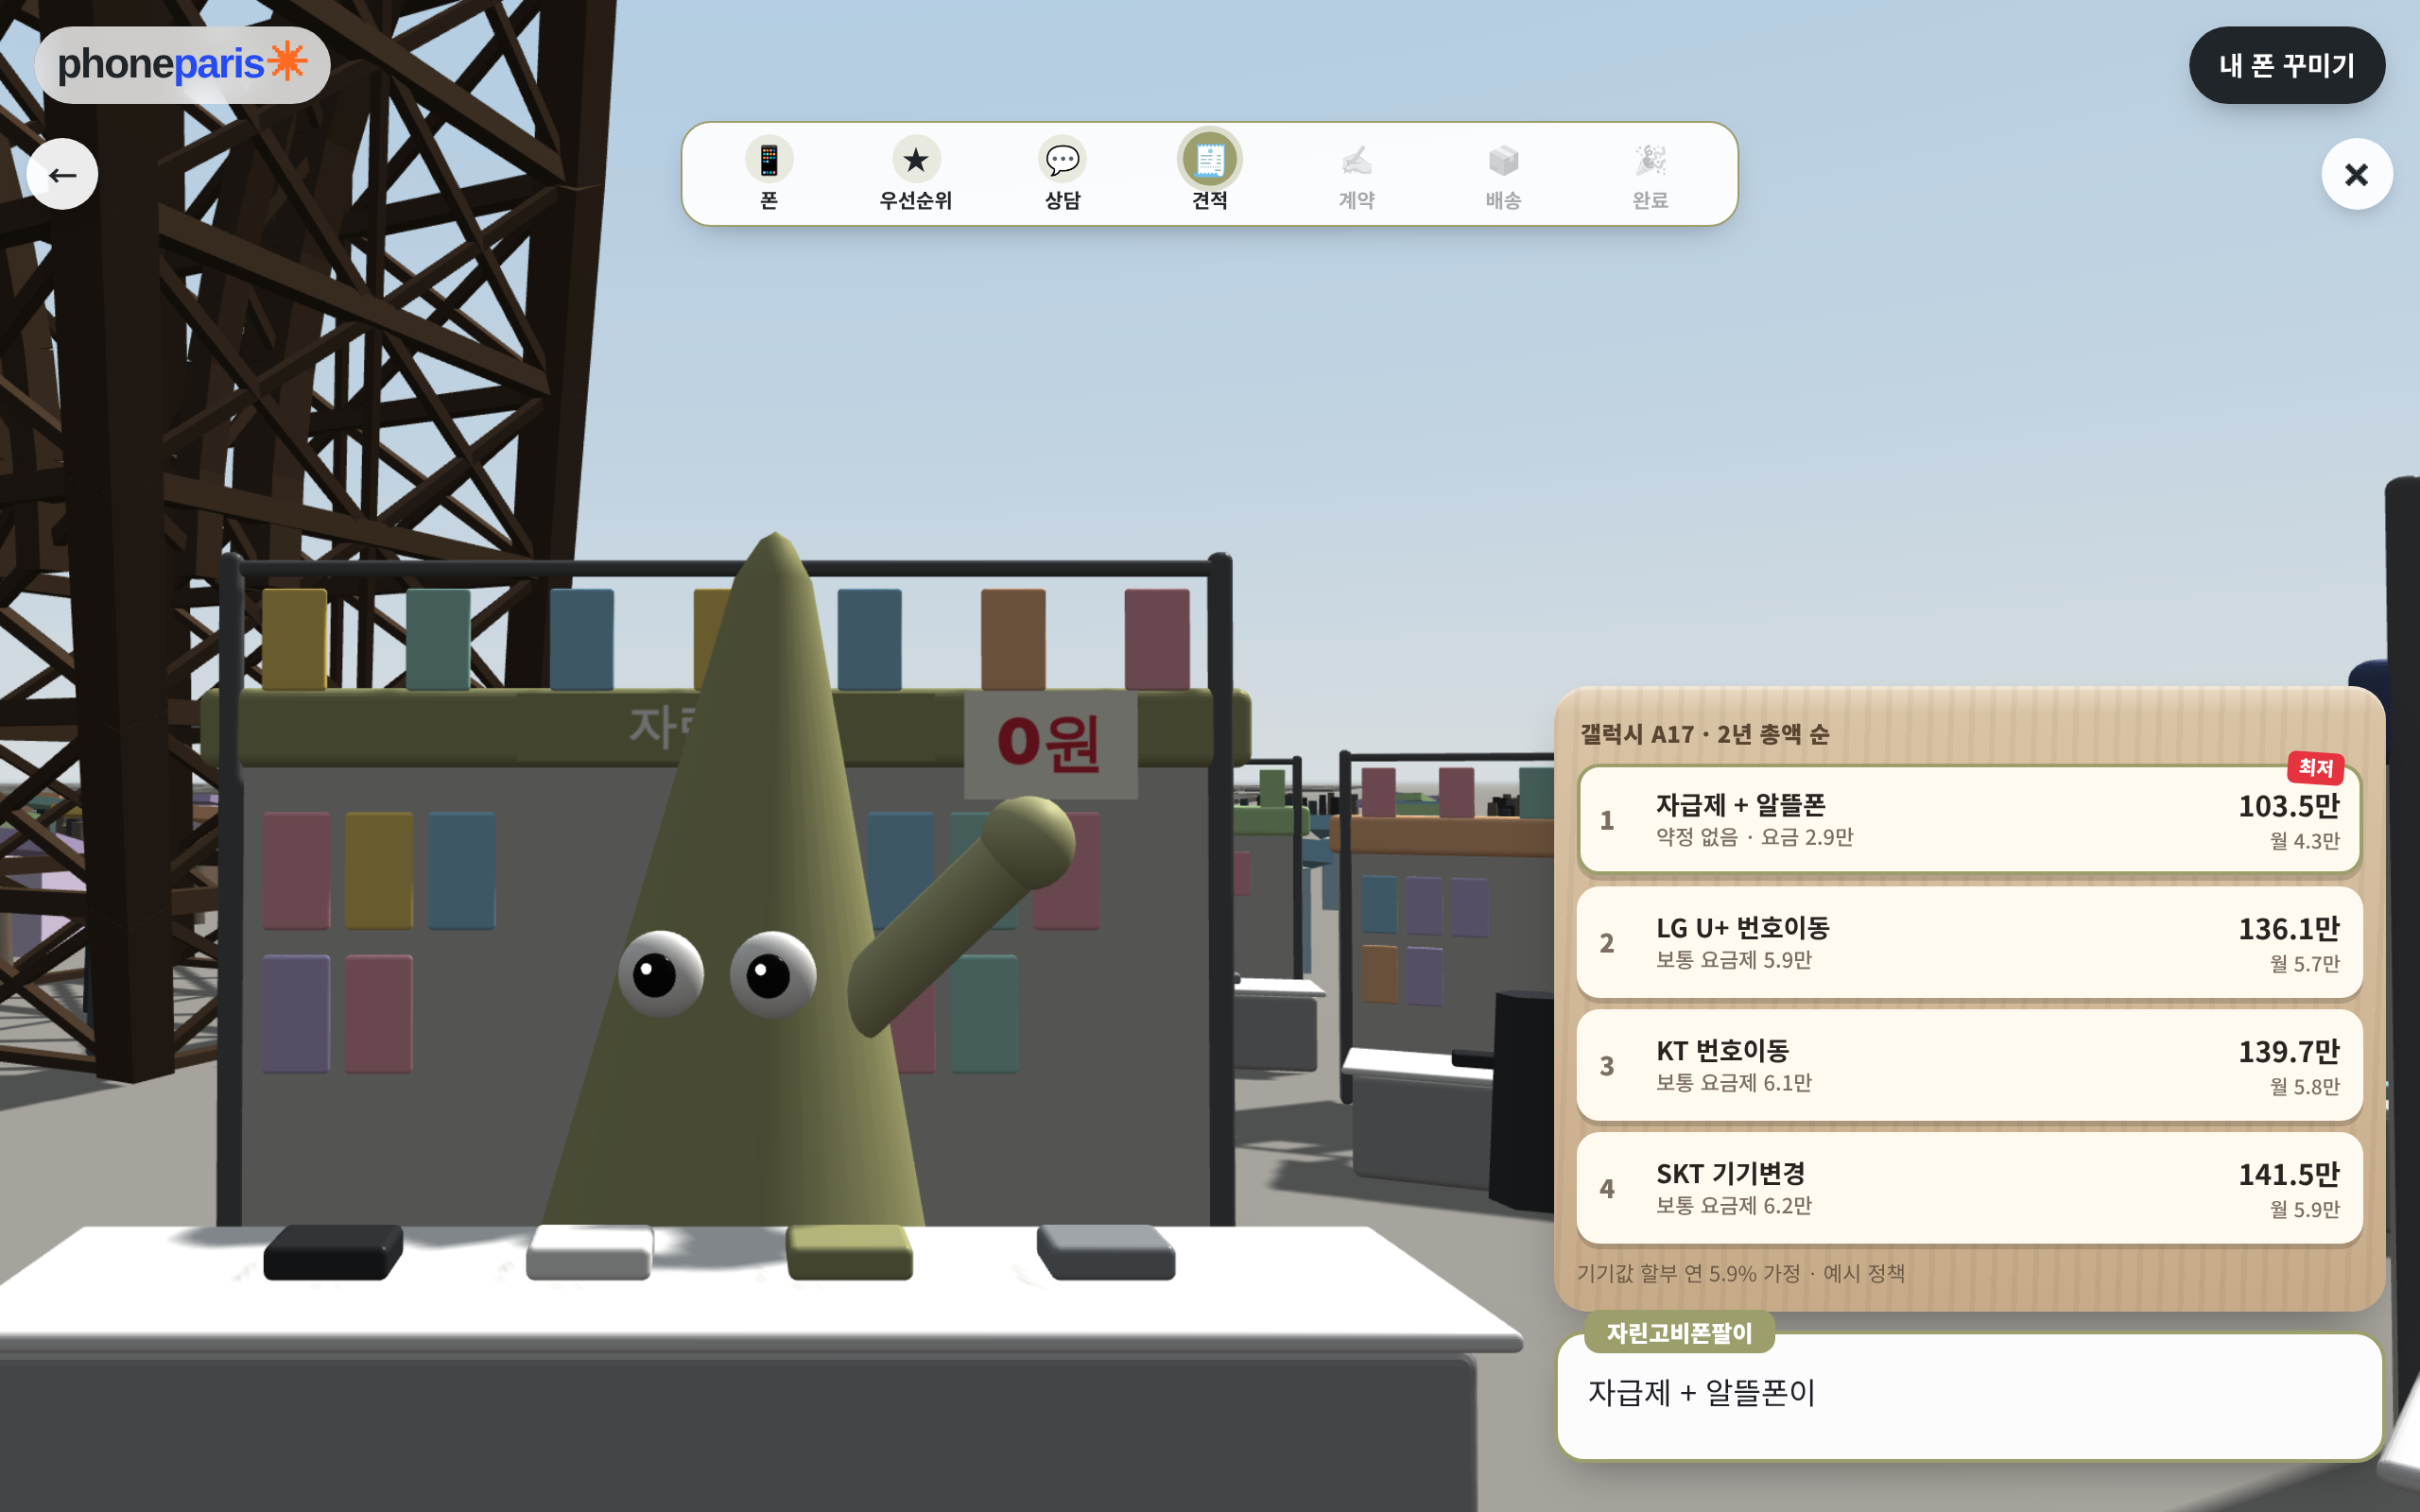 phoneparis
내 폰 꾸미기
←
폰
★
우선순위
상담
견적
계약
배송
완료
×
자
0원
갤럭시 A17 · 2년 총액 순
최저
1
자급제 + 알뜰폰
약정 없음 · 요금 2.9만
103.5만
월 4.3만
2
LG U+ 번호이동
보통 요금제 5.9만
136.1만
월 5.7만
3
KT 번호이동
보통 요금제 6.1만
139.7만
월 5.8만
4
SKT 기기변경
보통 요금제 6.2만
141.5만
월 5.9만
기기값 할부 연 5.9% 가정 · 예시 정책
자린고비폰팔이
자급제 + 알뜰폰이